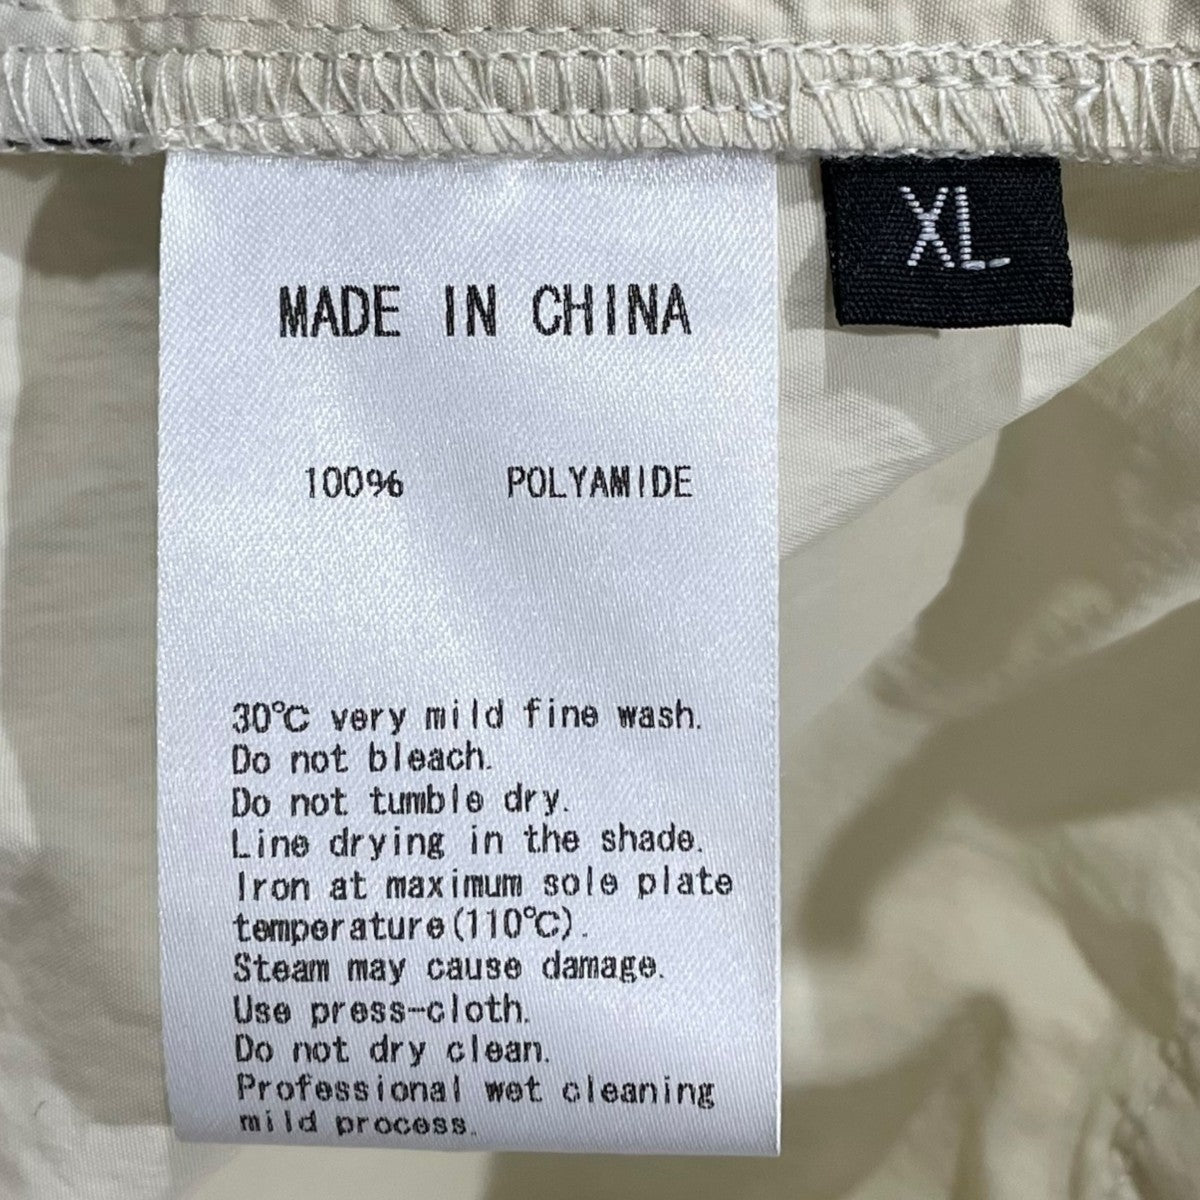 MADE IN CHINA
XL
100% POLYAMIDE
30℃ very mild fine wash.
Do not bleach.
Do not tumble dry.
Line drying in the shade.
Iron at maximum sole plate
temperature(110℃).
Steam may cause damage.
Use press-cloth.
Do not dry clean.
Professional wet cleaning
mild process.